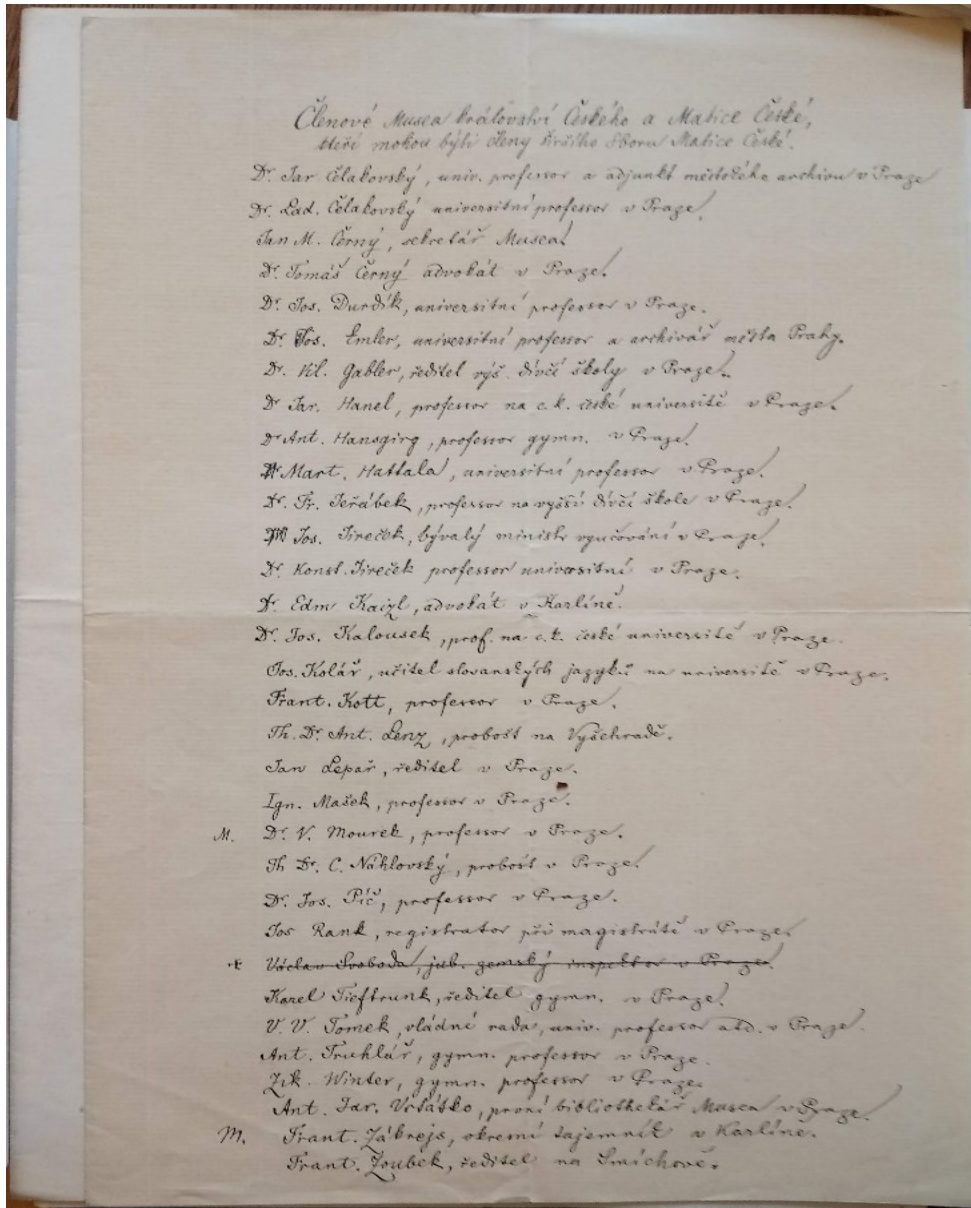 Členové Musea království Českého a Matice České,
kteří mohou býti členy širšího sboru Matice České.
Dr. Jar. Čelakovský, univ. professor a adjunkt městského archivu v Praze
Dr. Lad. Čelakovský universitní professor v Praze.
Jan M. Černý, sekretář Musea.
Dr. Tomáš Černý advokát v Praze.
Dr. Jos. Durdík, universitní professor v Praze.
Dr. Jos. Emler, universitní professor a archivář města Prahy.
Dr. Kl. Gabler, ředitel vyš. dívčí školy v Praze.
Dr Jar. Hanel, professor na c. k. české universitě v Praze.
Dr Ant. Hansgirg, professor gymn. v Praze.
Mart. Hattala, universitní professor v Praze.
Dr. Fr. Jeřábek, professor na vyšší dívčí škole v Praze.
Jos. Jireček, bývalý ministr vyučování v Praze.
Dr. Konst. Jireček professor universitní v Praze.
Dr. Edm Kaizl, advokát v Karlíně.
Dr. Jos. Kalousek, prof. na c. k. české universitě v Praze.
Jos. Kolář, učitel slovanských jazyků na universitě v Praze.
Frant. Kott, professor v Praze.
Th. Dr. Ant. Lenz, probošt na Vyšehradě.
Jan Lepař, ředitel v Praze.
Ign. Mašek, professor v Praze.
M. Dr. V. Mourek, professor v Praze.
Th Dr. C. Náhlovský, probošt v Praze.
Dr. Jos. Píč, professor v Praze.
Jos Rank, registrator při magistrátě v Praze.
Václav Svoboda, jub. zemský inspektor v Praze.
Karel Tieftrunk, ředitel gymn. v Praze.
V. V. Tomek, vládní rada, univ. professor atd. v Praze.
Ant. Truhlář, gymn. professor v Praze.
Zik. Winter, gymn. professor v Praze.
Ant. Jar. Vrťátko, první bibliothekář Musea v Praze.
M. Frant. Zákrejs, okresní tajemník v Karlíně.
Frant. Zoubek, ředitel na Smíchově.